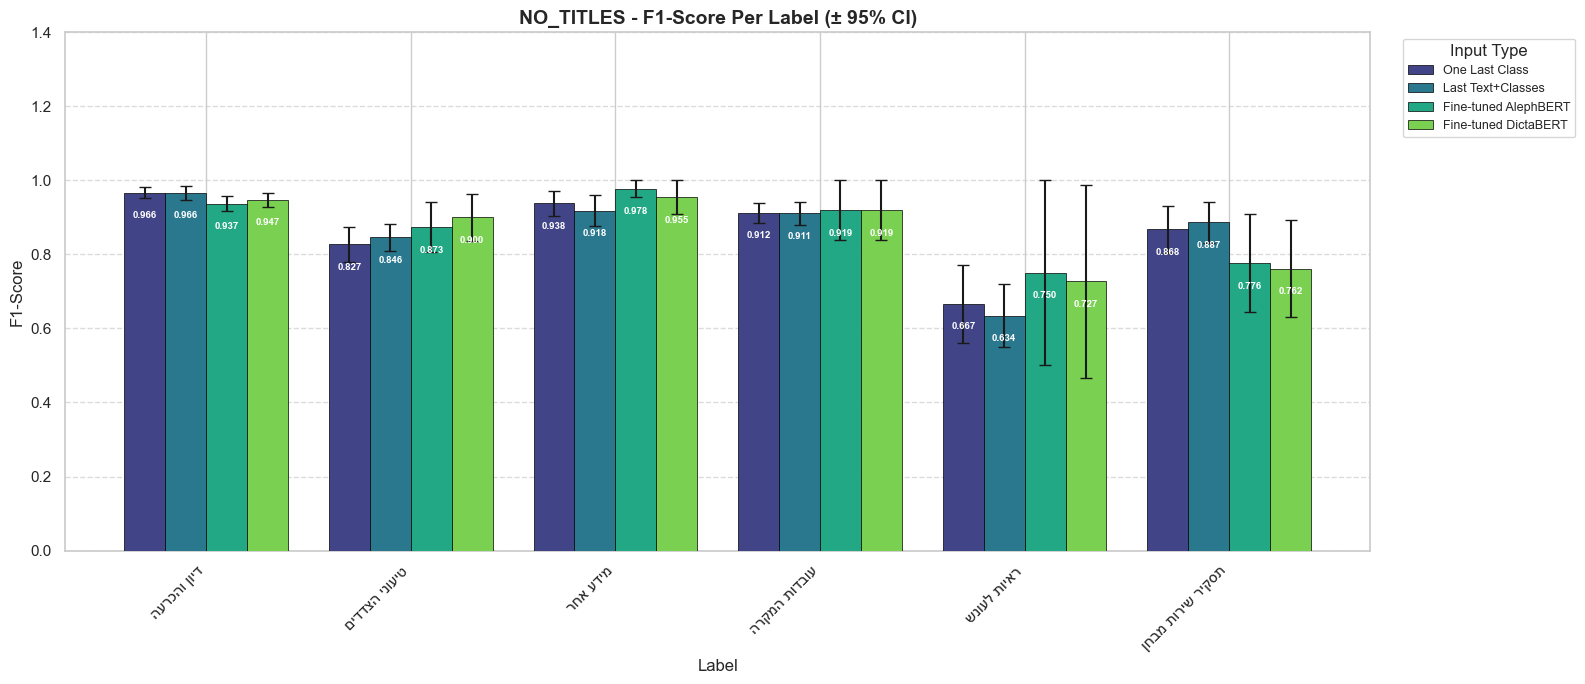 NO_TITLES - F1-Score Per Label (± 95% CI)
Input Type
One Last Class
Last Text+Classes
Fine-tuned AlephBERT
Fine-tuned DictaBERT
F1-Score
1.4
1.2
1.0
0.8
0.6
0.4
0.2
0.0
0.966 0.966 0.937 0.947
0.827 0.846 0.873 0.900
0.938 0.918 0.978 0.955
0.912 0.911 0.919 0.919
0.667 0.634 0.750 0.727
0.868 0.887 0.776 0.762
דיון והכרעה
טיעוני הצדדים
מידע אחר
עובדות המקרה
ראיות לעונש
תסקיר שירות מבחן
Label